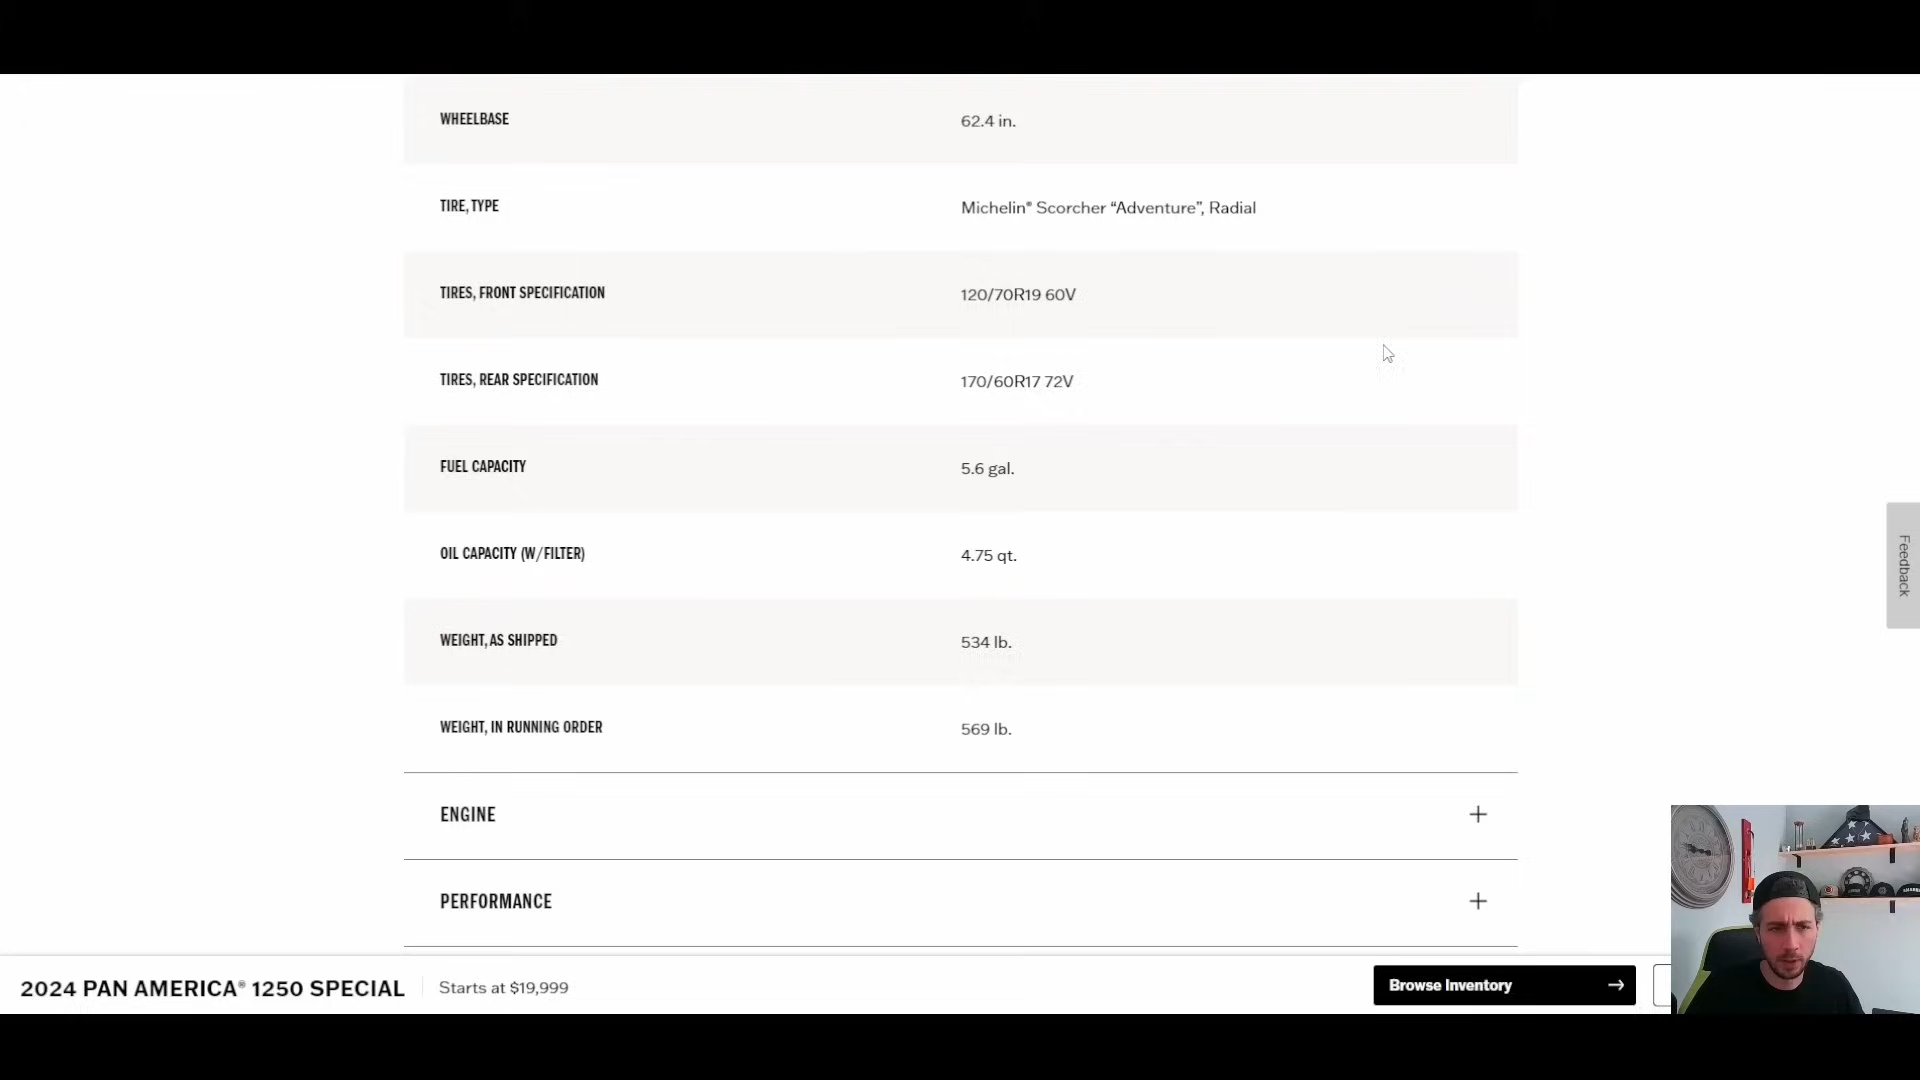 WHEELBASE 62.4 in.
TIRE, TYPE Michelin® Scorcher “Adventure”, Radial
TIRES, FRONT SPECIFICATION 120/70R19 60V
TIRES, REAR SPECIFICATION 170/60R17 72V
FUEL CAPACITY 5.6 gal.
OIL CAPACITY (W/FILTER) 4.75 qt.
WEIGHT, AS SHIPPED 534 lb.
WEIGHT, IN RUNNING ORDER 569 lb.
ENGINE +
PERFORMANCE +
2024 PAN AMERICA® 1250 SPECIAL Starts at $19,999 Browse Inventory →
Feedback